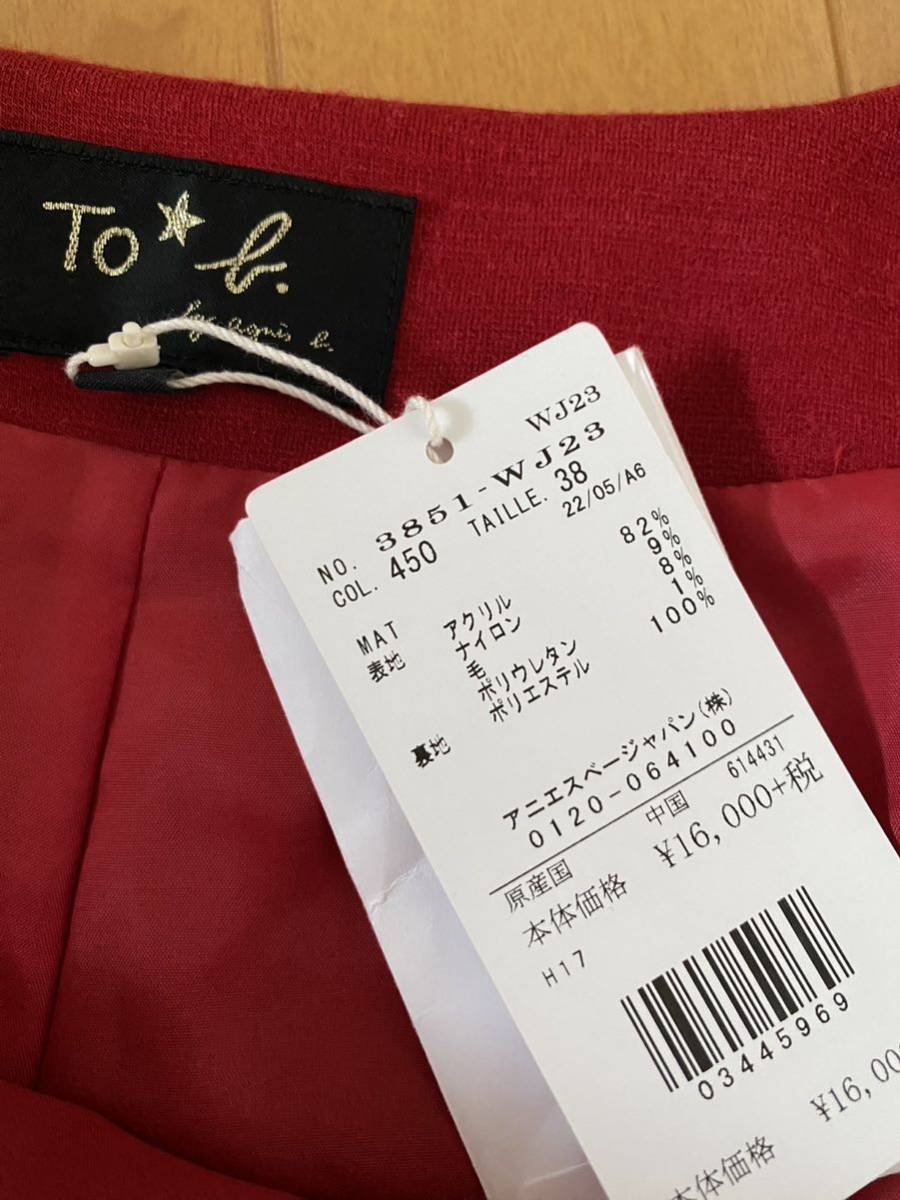 To★b.
by agnès b.
WJ23
NO. 3851-WJ23
COL. 450 TAILLE. 38
22/05/A6
MAT
表地 アクリル 82%
ナイロン 9%
毛 8%
ポリウレタン 1%
裏地 ポリエステル 100%
アニエスベージャパン(株)
0120-064100
614431
原産国 中国
本体価格 ¥16,000+税
H17
03445969
本体価格 ¥16,00